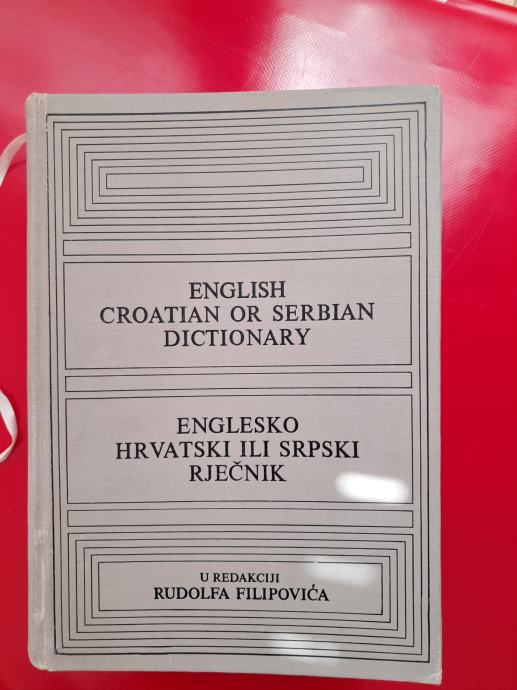 ENGLISH
CROATIAN OR SERBIAN
DICTIONARY
ENGLESKO
HRVATSKI ILI SRPSKI
RJEČNIK
U REDAKCIJI
RUDOLFA FILIPOVIĆA